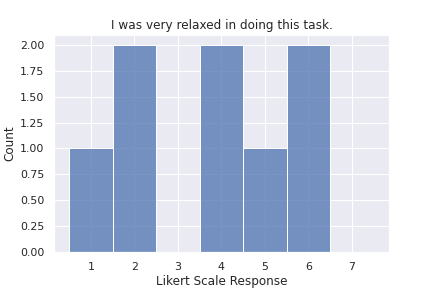 I was very relaxed in doing this task.
2.00
1.75
1.50
1.25
1.00
0.75
0.50
0.25
0.00
Count
1 2 3 4 5 6 7
Likert Scale Response